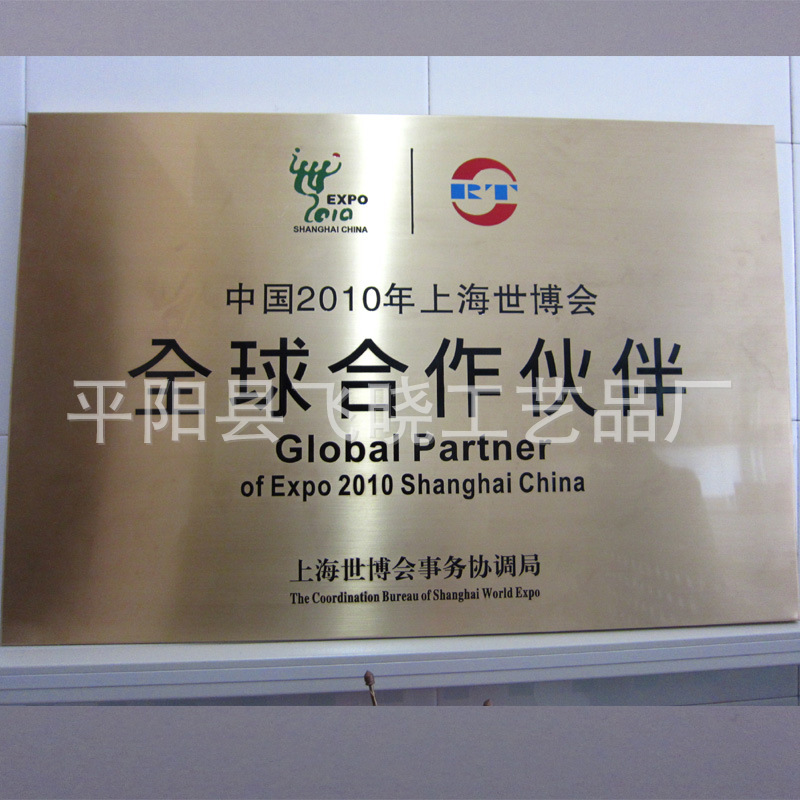 EXPO
2010
SHANGHAI CHINA
RT
中国2010年上海世博会
全球合作伙伴
平阳县飞晓工艺品厂
Global Partner
of Expo 2010 Shanghai China
上海世博会事务协调局
The Coordination Bureau of Shanghai World Expo